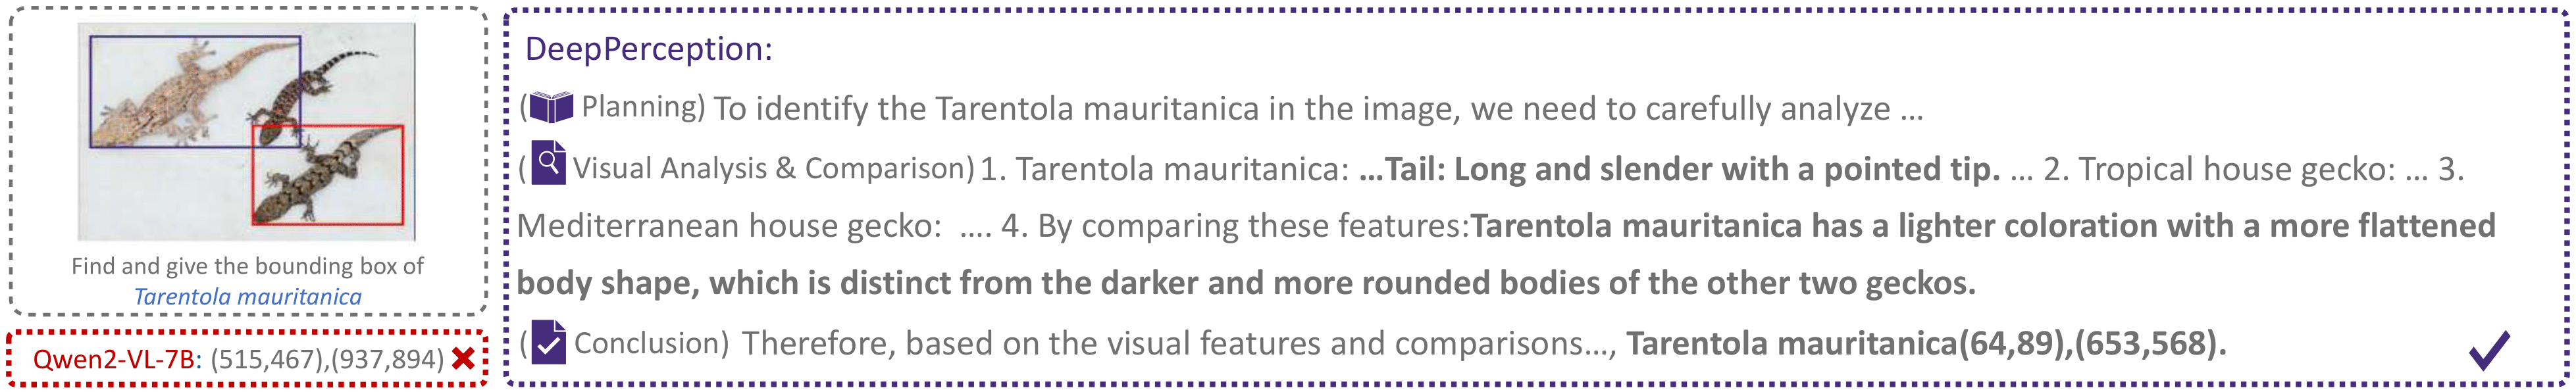 Find and give the bounding box of
Tarentola mauritanica
Qwen2-VL-7B: (515,467),(937,894)
DeepPerception:
( Planning) To identify the Tarentola mauritanica in the image, we need to carefully analyze ...
( Visual Analysis & Comparison) 1. Tarentola mauritanica: ...Tail: Long and slender with a pointed tip. ... 2. Tropical house gecko: ... 3.
Mediterranean house gecko: .... 4. By comparing these features:Tarentola mauritanica has a lighter coloration with a more flattened
body shape, which is distinct from the darker and more rounded bodies of the other two geckos.
( Conclusion) Therefore, based on the visual features and comparisons..., Tarentola mauritanica(64,89),(653,568).